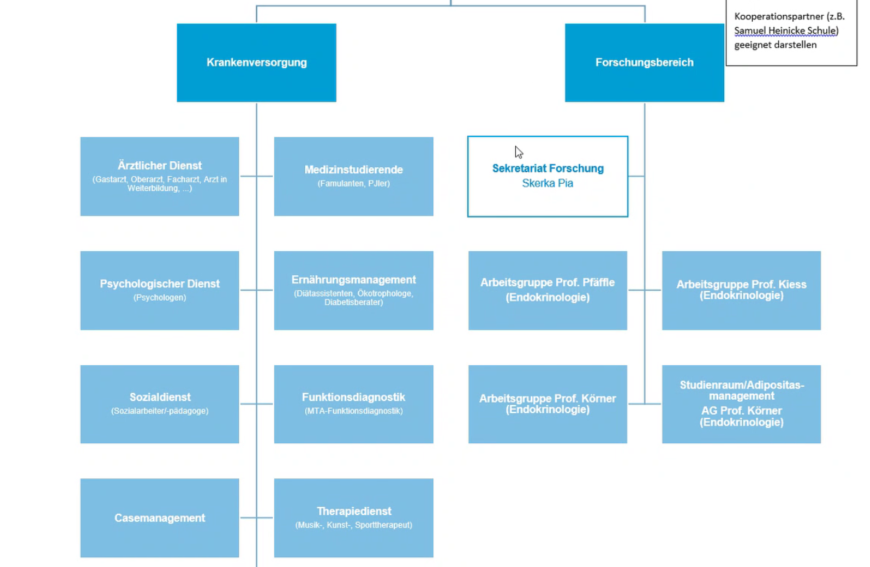 Kooperationspartner (z.B.
Samuel Heinicke Schule)
geeignet darstellen
Krankenversorgung
Forschungsbereich
Ärztlicher Dienst
(Gastarzt, Oberarzt, Facharzt, Arzt in
Weiterbildung, ...)
Medizinstudierende
(Famulanten, PJler)
Sekretariat Forschung
Skerka Pia
Psychologischer Dienst
(Psychologen)
Ernährungsmanagement
(Diätassistenten, Ökotrophologe,
Diabetisberater)
Arbeitsgruppe Prof. Pfäffle
(Endokrinologie)
Arbeitsgruppe Prof. Kiess
(Endokrinologie)
Sozialdienst
(Sozialarbeiter/-pädagoge)
Funktionsdiagnostik
(MTA-Funktionsdiagnostik)
Arbeitsgruppe Prof. Körner
(Endokrinologie)
Studienraum/Adipositas-
management
AG Prof. Körner
(Endokrinologie)
Casemanagement
Therapiedienst
(Musik-, Kunst-, Sporttherapeut)